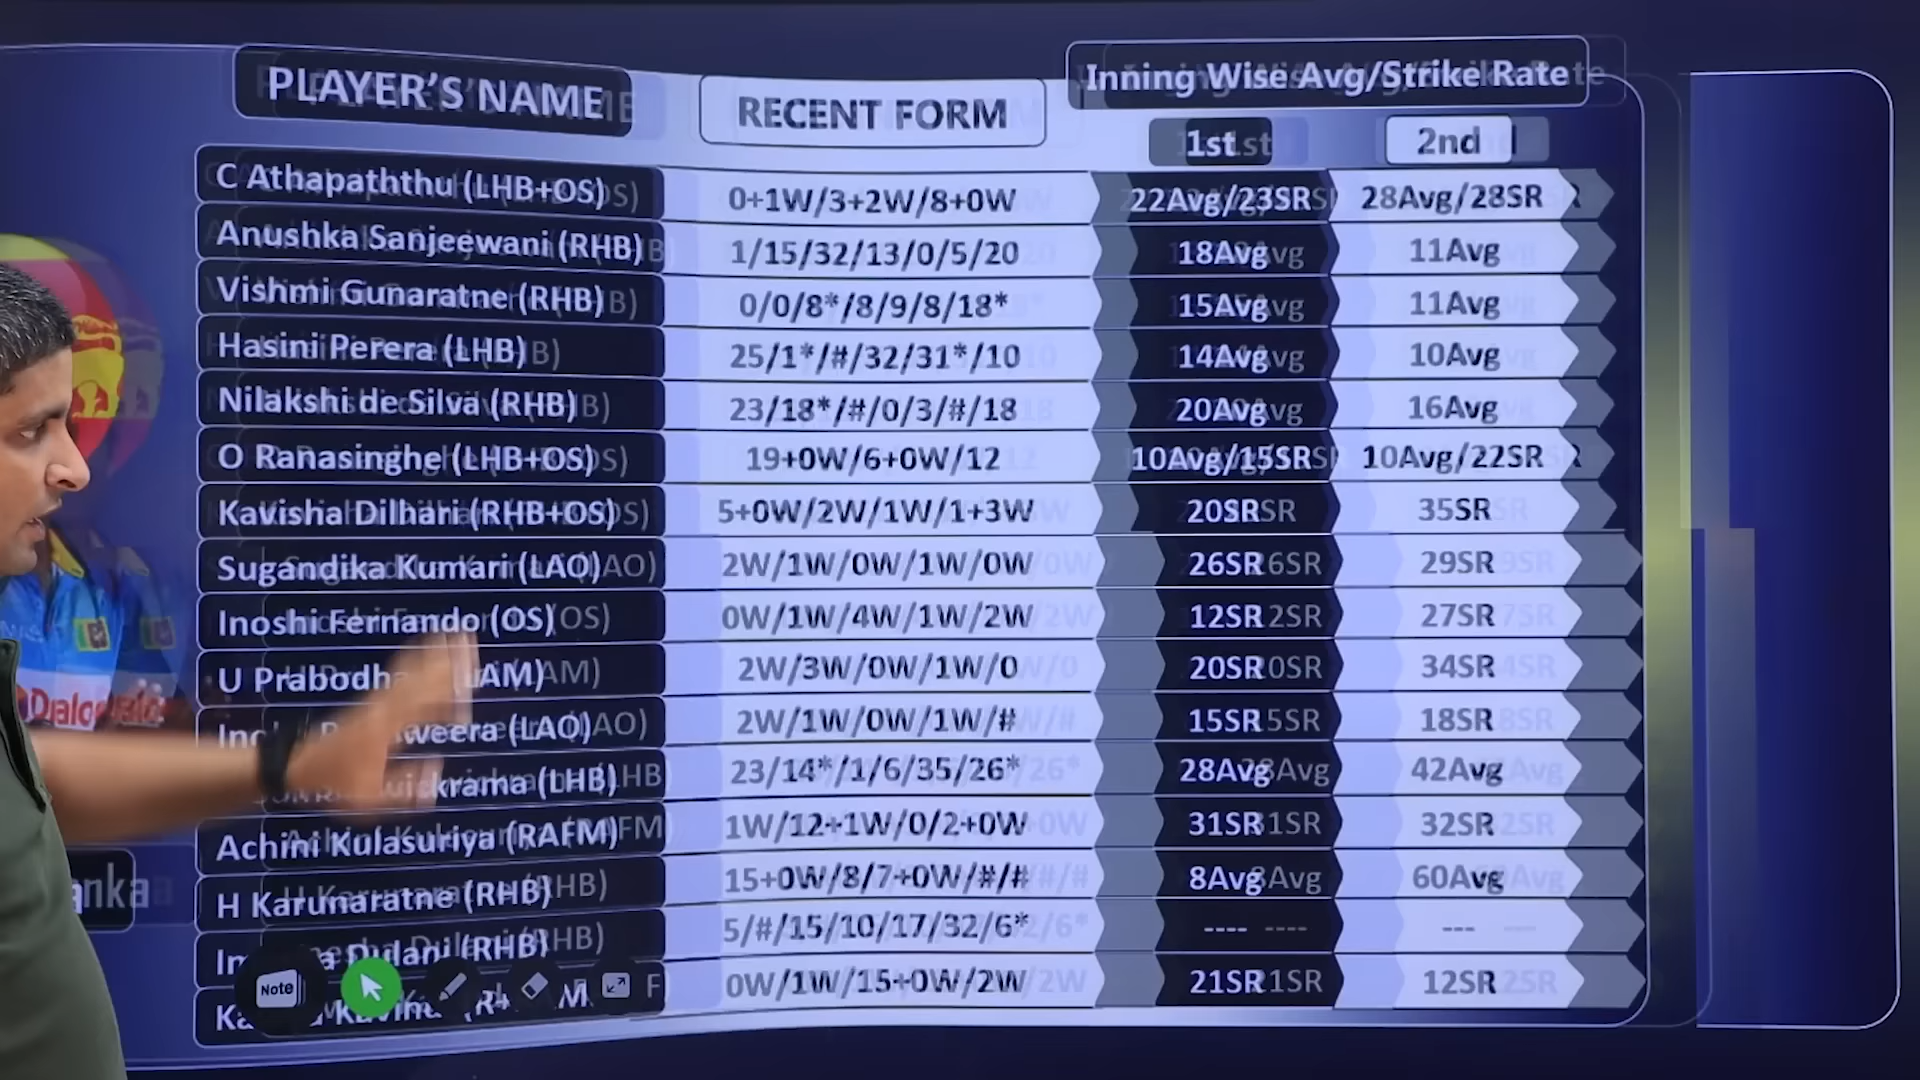 PLAYER'S NAME RECENT FORM Inning Wise Avg/Strike Rate
1st 2nd
C Athapaththu (LHB+OS) 0+1W/3+2W/8+0W 22Avg/23SR 28Avg/28SR
Anushka Sanjeewani (RHB) 1/15/32/13/0/5/20 18Avg 11Avg
Vishmi Gunaratne (RHB) 0/0/8*/8/9/8/18* 15Avg 11Avg
Hasini Perera (LHB) 25/1*/#/32/31*/10 14Avg 10Avg
Nilakshi de Silva (RHB) 23/18*/#/0/3/#/18 20Avg 16Avg
O Ranasinghe (LHB+OS) 19+0W/6+0W/12 10Avg/15SR 10Avg/22SR
Kavisha Dilhari (RHB+OS) 5+0W/2W/1W/1+3W 20SR 35SR
Sugandika Kumari (LAO) 2W/1W/0W/1W/0W 26SR 29SR
Inoshi Fernando (OS) 0W/1W/4W/1W/2W 12SR 27SR
U Prabodh 2W/3W/0W/1W/0 20SR 34SR
(LAO) 2W/1W/0W/1W/# 15SR 18SR
(LHB) 23/14*/1/6/35/26* 28Avg 42Avg
Achini Kulasuriya (RAFM) 1W/12+1W/0/2+0W 31SR 32SR
H Karunaratne (RHB) 15+0W/8/7+0W/#/# 8Avg 60Avg
Dulani (RHB) 5/#/15/10/17/32/6* ---- ---
0W/1W/15+0W/2W 21SR 12SR
Note